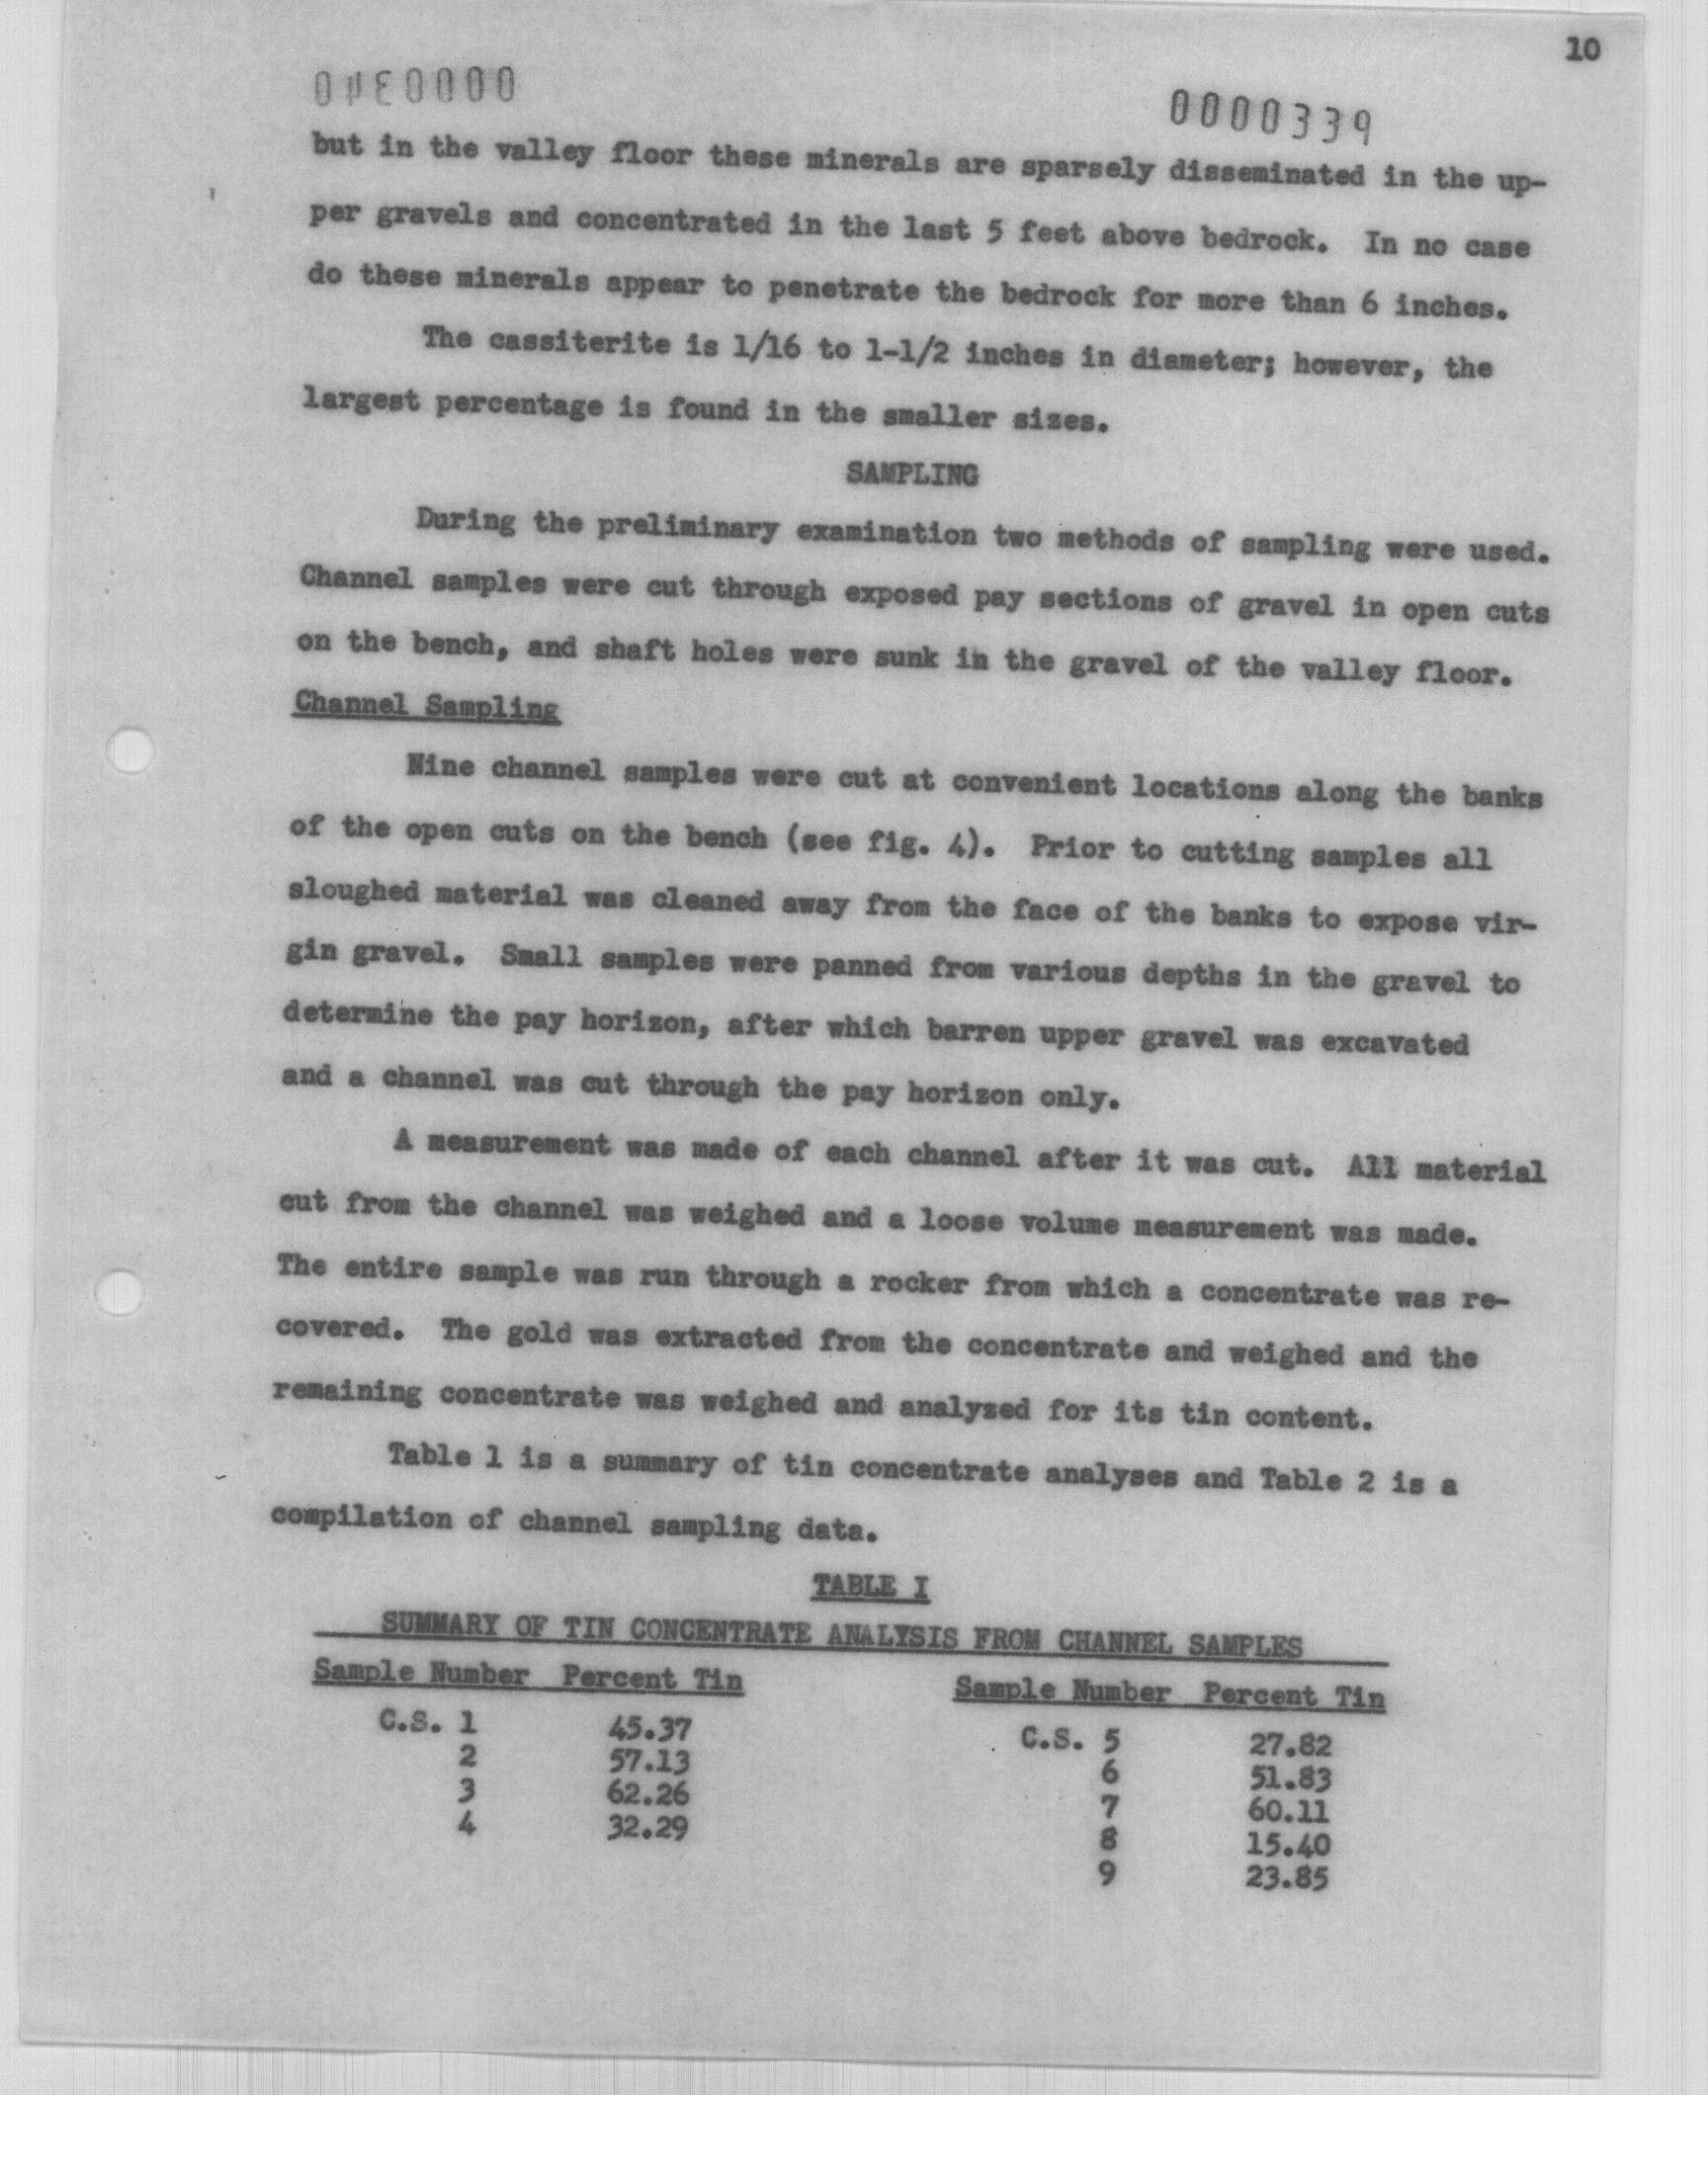 10
0000339
but in the valley floor these minerals are sparsely disseminated in the up-
per gravels and concentrated in the last 5 feet above bedrock. In no case
do these minerals appear to penetrate the bedrock for more than 6 inches.
The cassiterite is 1/16 to 1-1/2 inches in diameter; however, the
largest percentage is found in the smaller sizes.
SAMPLING
During the preliminary examination two methods of sampling were used.
Channel samples were cut through exposed pay sections of gravel in open cuts
on the bench, and shaft holes were sunk in the gravel of the valley floor.
Channel Sampling
Nine channel samples were cut at convenient locations along the banks
of the open cuts on the bench (see fig. 4). Prior to cutting samples all
sloughed material was cleaned away from the face of the banks to expose vir-
gin gravel. Small samples were panned from various depths in the gravel to
determine the pay horizon, after which barren upper gravel was excavated
and a channel was cut through the pay horizon only.
A measurement was made of each channel after it was cut. All material
cut from the channel was weighed and a loose volume measurement was made.
The entire sample was run through a rocker from which a concentrate was re-
covered. The gold was extracted from the concentrate and weighed and the
remaining concentrate was weighed and analyzed for its tin content.
Table 1 is a summary of tin concentrate analyses and Table 2 is a
compilation of channel sampling data.
TABLE I
SUMMARY OF TIN CONCENTRATE ANALYSIS FROM CHANNEL SAMPLES
Sample Number Percent Tin Sample Number Percent Tin
C.S. 1 45.37 C.S. 5 27.82
2 57.13 6 51.83
3 62.26 7 60.11
4 32.29 8 15.40
9 23.85